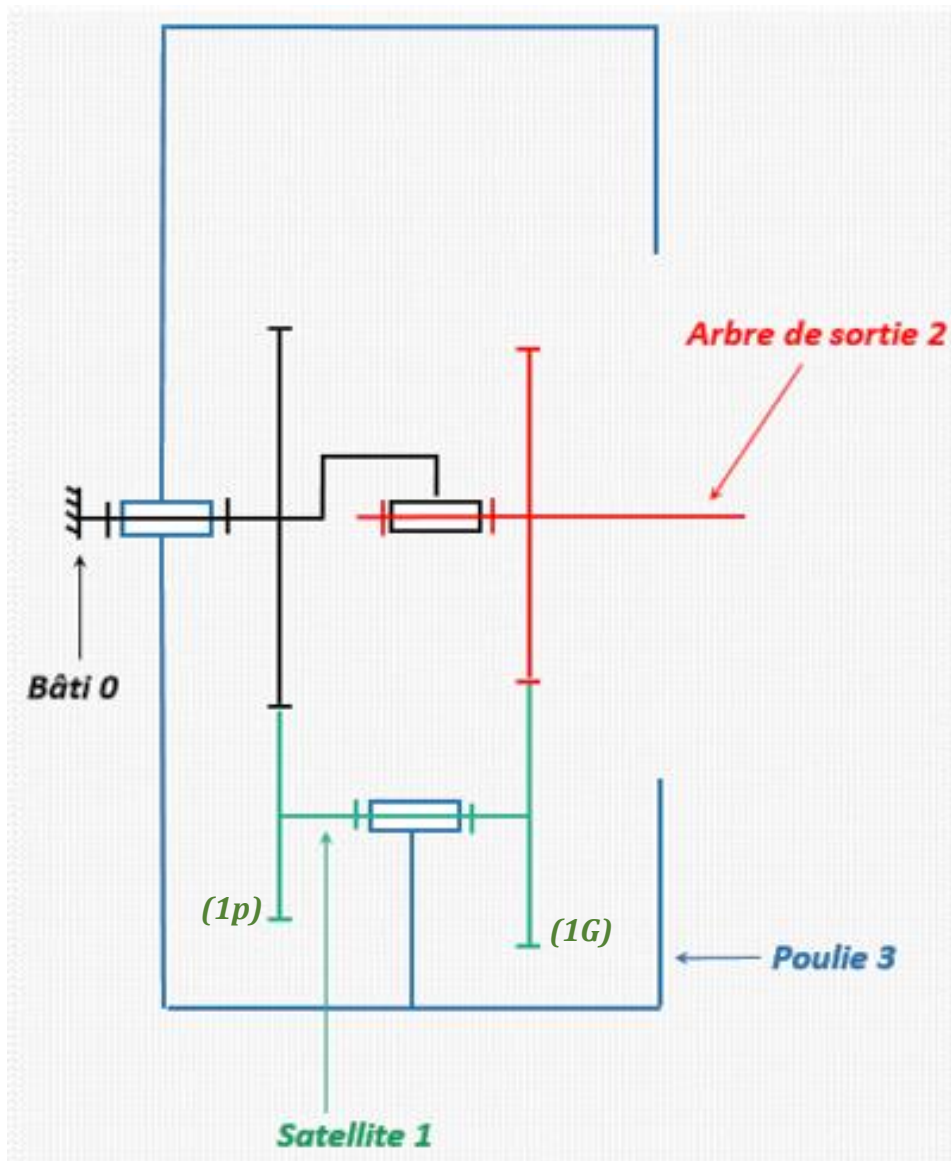 Arbre de sortie 2
Bâti 0
(1p)
(1G)
Poulie 3
Satellite 1